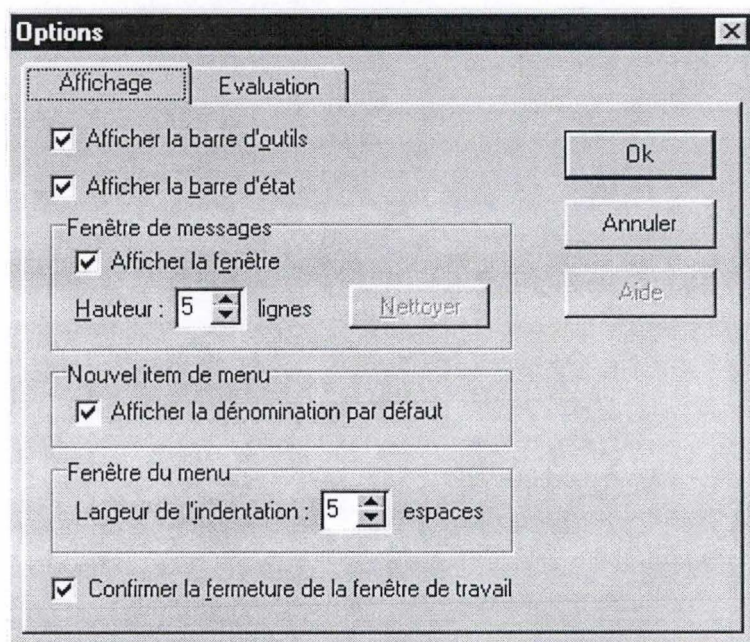 Options
Affichage
Evaluation
Afficher la barre d'outils
Afficher la barre d'état
Fenêtre de messages
Afficher la fenêtre
Hauteur : 5 lignes
Nettoyer
Nouvel item de menu
Afficher la dénomination par défaut
Fenêtre du menu
Largeur de l'indentation : 5 espaces
Confirmer la fermeture de la fenêtre de travail
Ok
Annuler
Aide